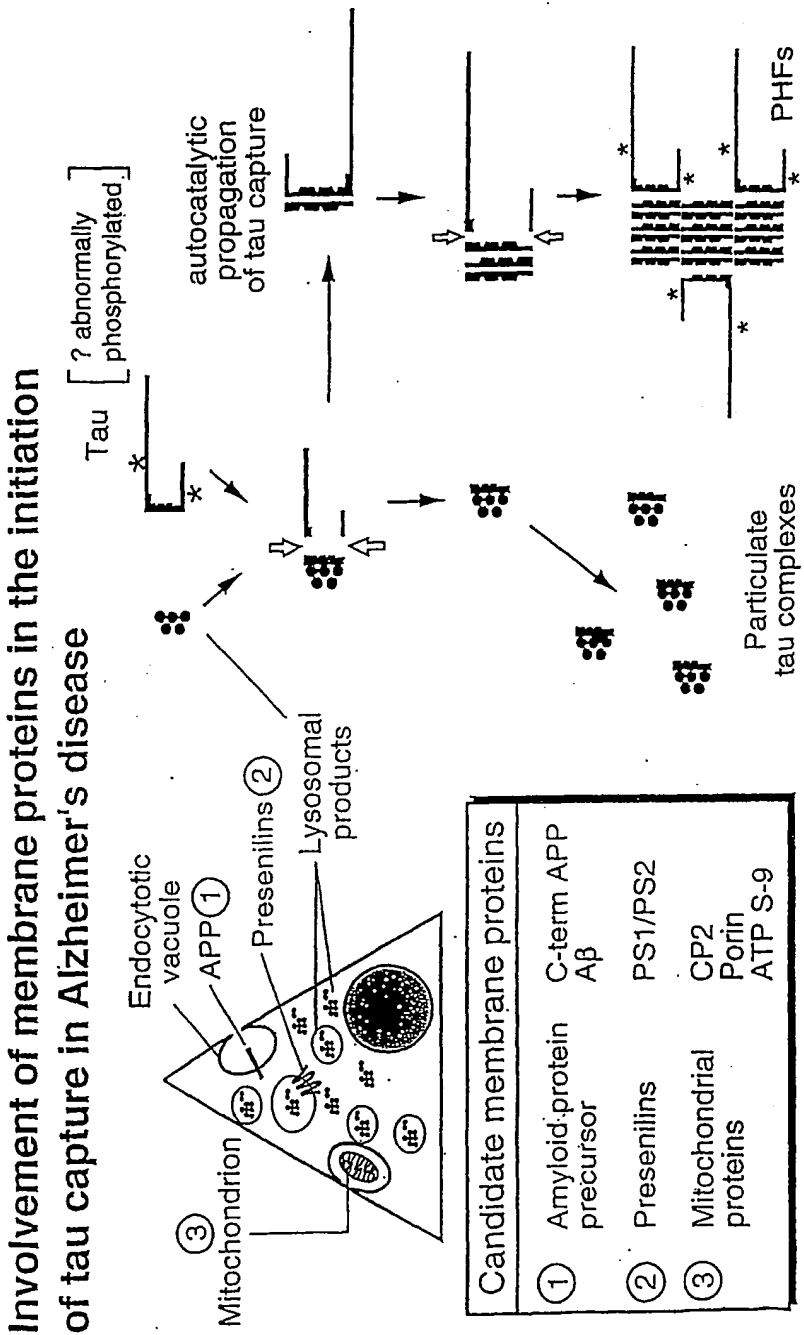 Involvement of membrane proteins in the initiation
of tau capture in Alzheimer's disease
Endocytotic
vacuole
APP 1
Presenilins 2
Lysosomal
products
3
Mitochondrion
Tau
[? abnormally
phosphorylated.]
*
*
autocatalytic
propagation
of tau capture
Particulate
tau complexes
*
*
*
*
*
*
PHFs
Candidate membrane proteins
1 Amyloid protein C-term APP
precursor Aβ
2 Presenilins PS1/PS2
3 Mitochondrial CP2
proteins Porin
ATP S-9